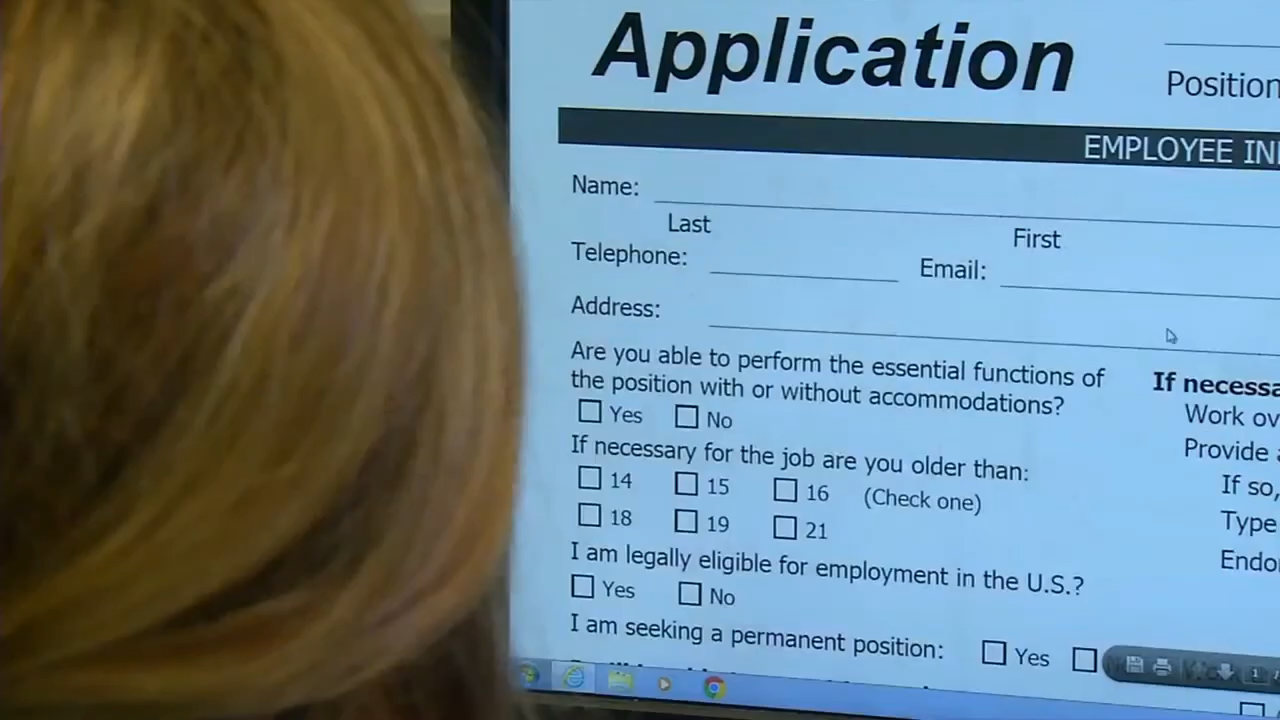 Application
Position
EMPLOYEE IN
Name:
Last First
Telephone: Email:
Address:
Are you able to perform the essential functions of
the position with or without accommodations?
Yes No
If necessary for the job are you older than:
14 15 16 (Check one)
18 19 21
I am legally eligible for employment in the U.S.?
Yes No
I am seeking a permanent position: Yes
If necessa
Work ov
Provide a
If so,
Type
Endo
1